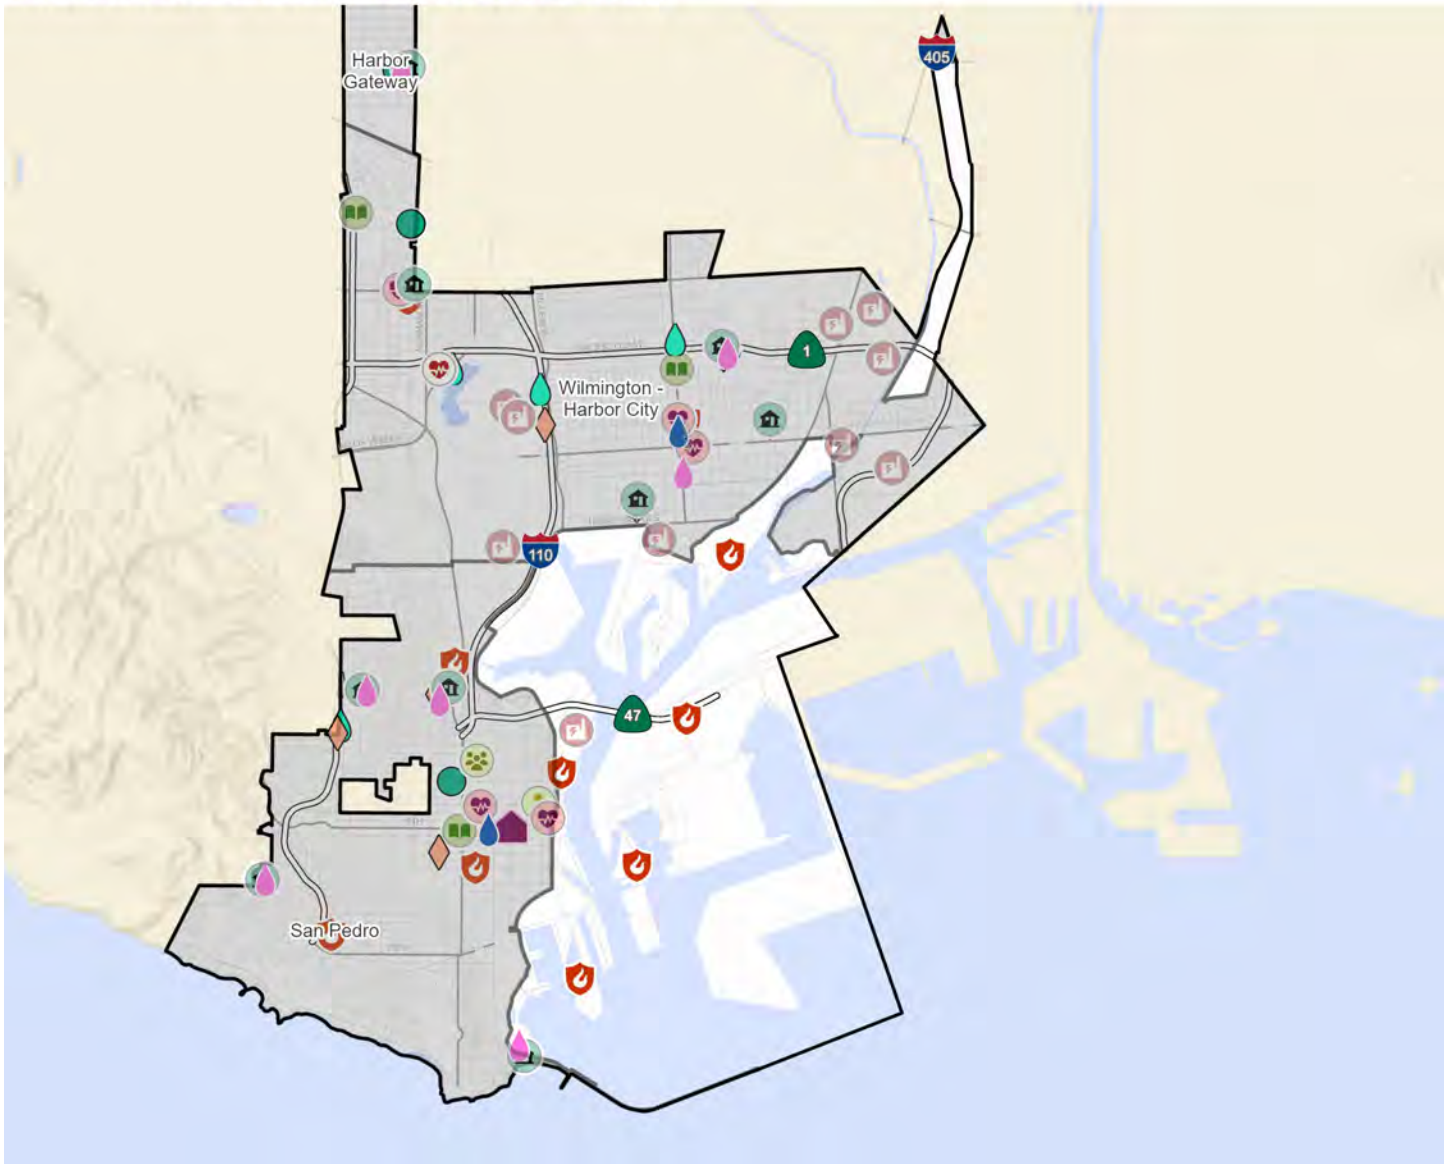 Harbor
Gateway
405
1
Wilmington -
Harbor City
110
47
San Pedro